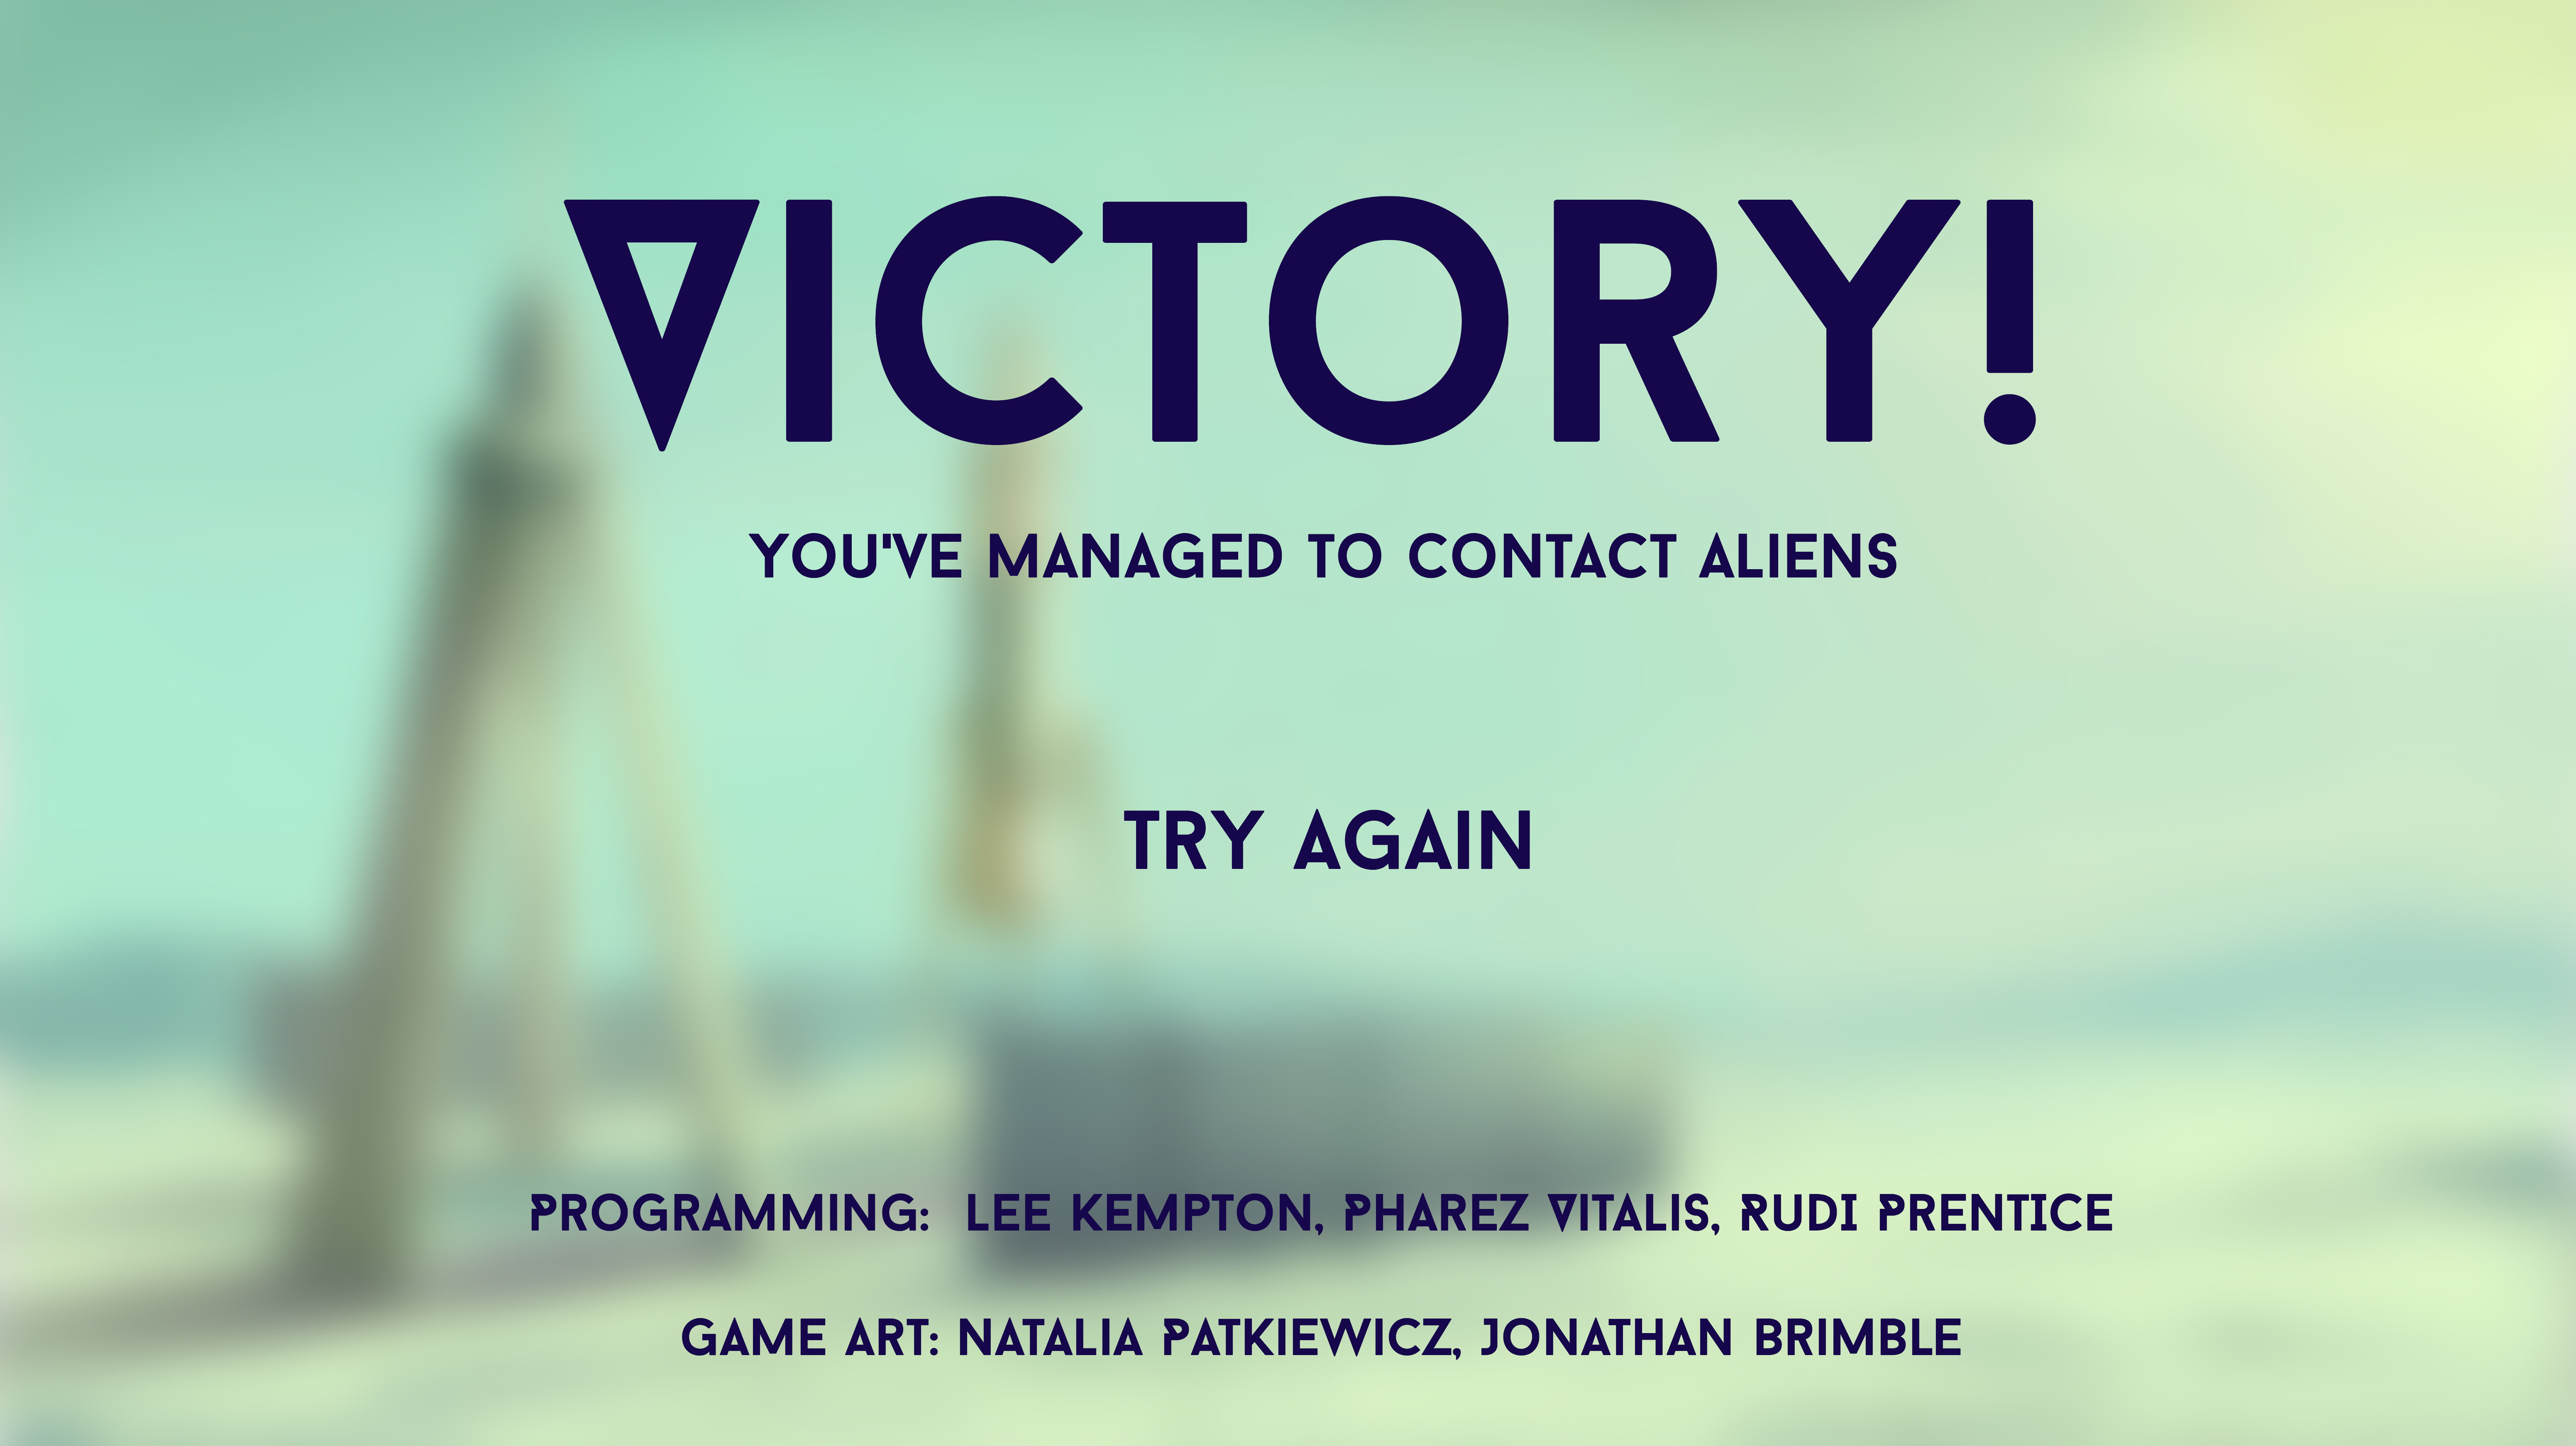 VICTORY!
YOU'VE MANAGED TO CONTACT ALIENS
TRY AGAIN
PROGRAMMING: LEE KEMPTON, PHAREZ VITALIS, RUDI PRENTICE
GAME ART: NATALIA PATKIEWICZ, JONATHAN BRIMBLE